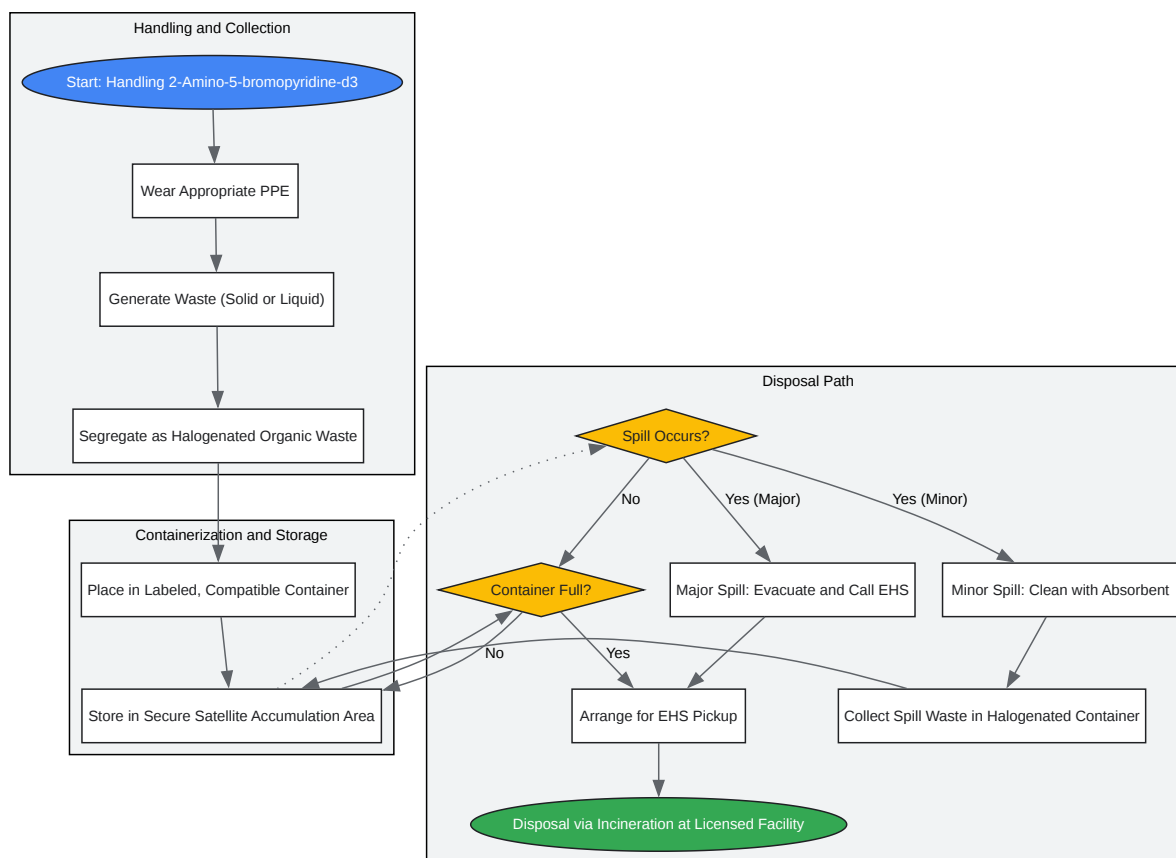 Handling and Collection
Start: Handling 2-Amino-5-bromopyridine-d3
Wear Appropriate PPE
Generate Waste (Solid or Liquid)
Segregate as Halogenated Organic Waste
Containerization and Storage
Place in Labeled, Compatible Container
Store in Secure Satellite Accumulation Area
Disposal Path
Spill Occurs?
No
Yes (Major)
Yes (Minor)
Container Full?
Major Spill: Evacuate and Call EHS
Minor Spill: Clean with Absorbent
No
Yes
Arrange for EHS Pickup
Collect Spill Waste in Halogenated Container
Disposal via Incineration at Licensed Facility